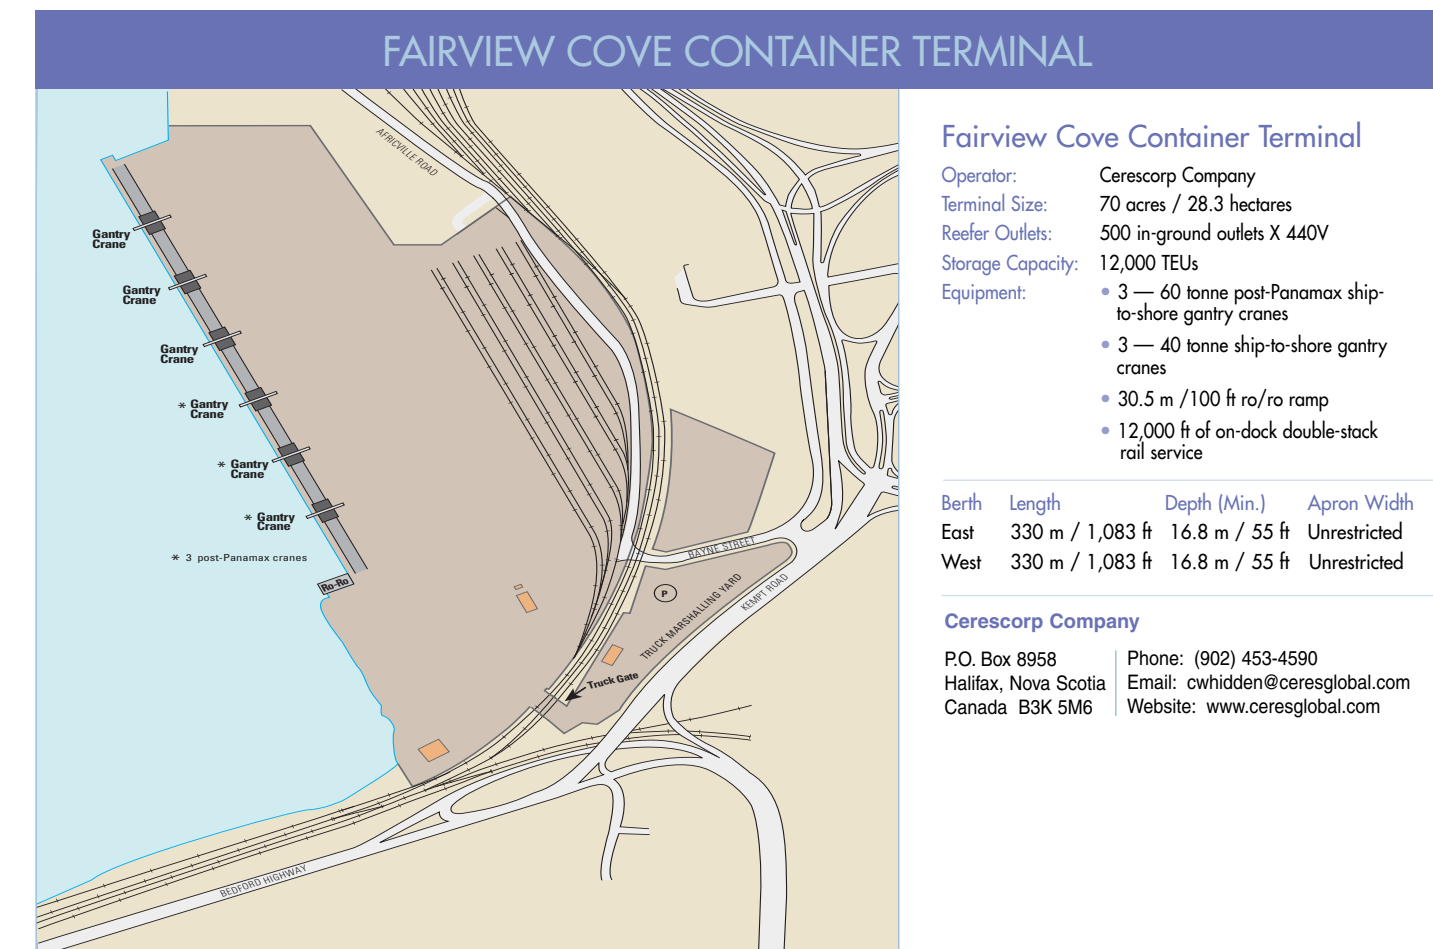 FAIRVIEW COVE CONTAINER TERMINAL
AFRICVILLE ROAD
Gantry
Crane
Gantry
Crane
Gantry
Crane
* Gantry
Crane
* Gantry
Crane
* Gantry
Crane
* 3 post-Panamax cranes
Ro-Ro
BAYNE STREET
P
TRUCK MARSHALLING YARD
KEMPT ROAD
Truck Gate
BEDFORD HIGHWAY
Fairview Cove Container Terminal
Operator: Cerescorp Company
Terminal Size: 70 acres / 28.3 hectares
Reefer Outlets: 500 in-ground outlets X 440V
Storage Capacity: 12,000 TEUs
Equipment: • 3 — 60 tonne post-Panamax ship-
to-shore gantry cranes
• 3 — 40 tonne ship-to-shore gantry
cranes
• 30.5 m /100 ft ro/ro ramp
• 12,000 ft of on-dock double-stack
rail service
Berth Length Depth (Min.) Apron Width
East 330 m / 1,083 ft 16.8 m / 55 ft Unrestricted
West 330 m / 1,083 ft 16.8 m / 55 ft Unrestricted
Cerescorp Company
P.O. Box 8958
Halifax, Nova Scotia
Canada B3K 5M6
Phone: (902) 453-4590
Email: cwhidden@ceresglobal.com
Website: www.ceresglobal.com